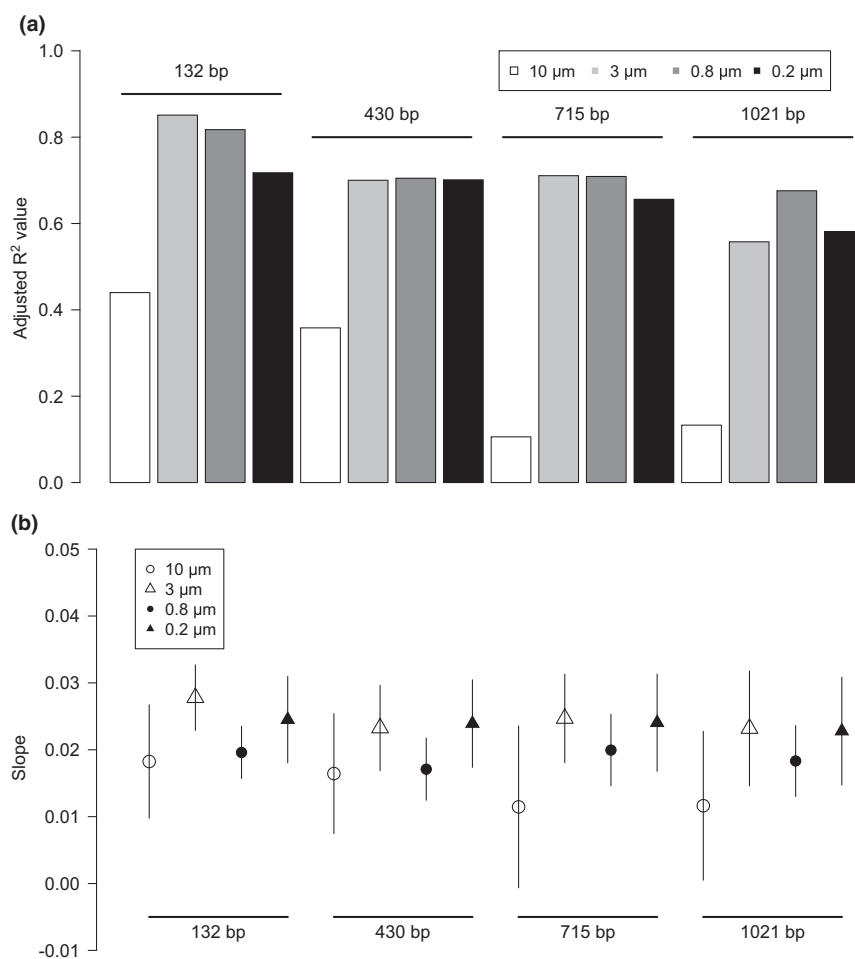 (a)
1.0
0.8
0.6
0.4
0.2
0.0
Adjusted R² value
132 bp
430 bp
715 bp
1021 bp
10 µm 3 µm 0.8 µm 0.2 µm
(b)
0.05
0.04
0.03
0.02
0.01
0.00
-0.01
Slope
10 µm
3 µm
0.8 µm
0.2 µm
132 bp
430 bp
715 bp
1021 bp